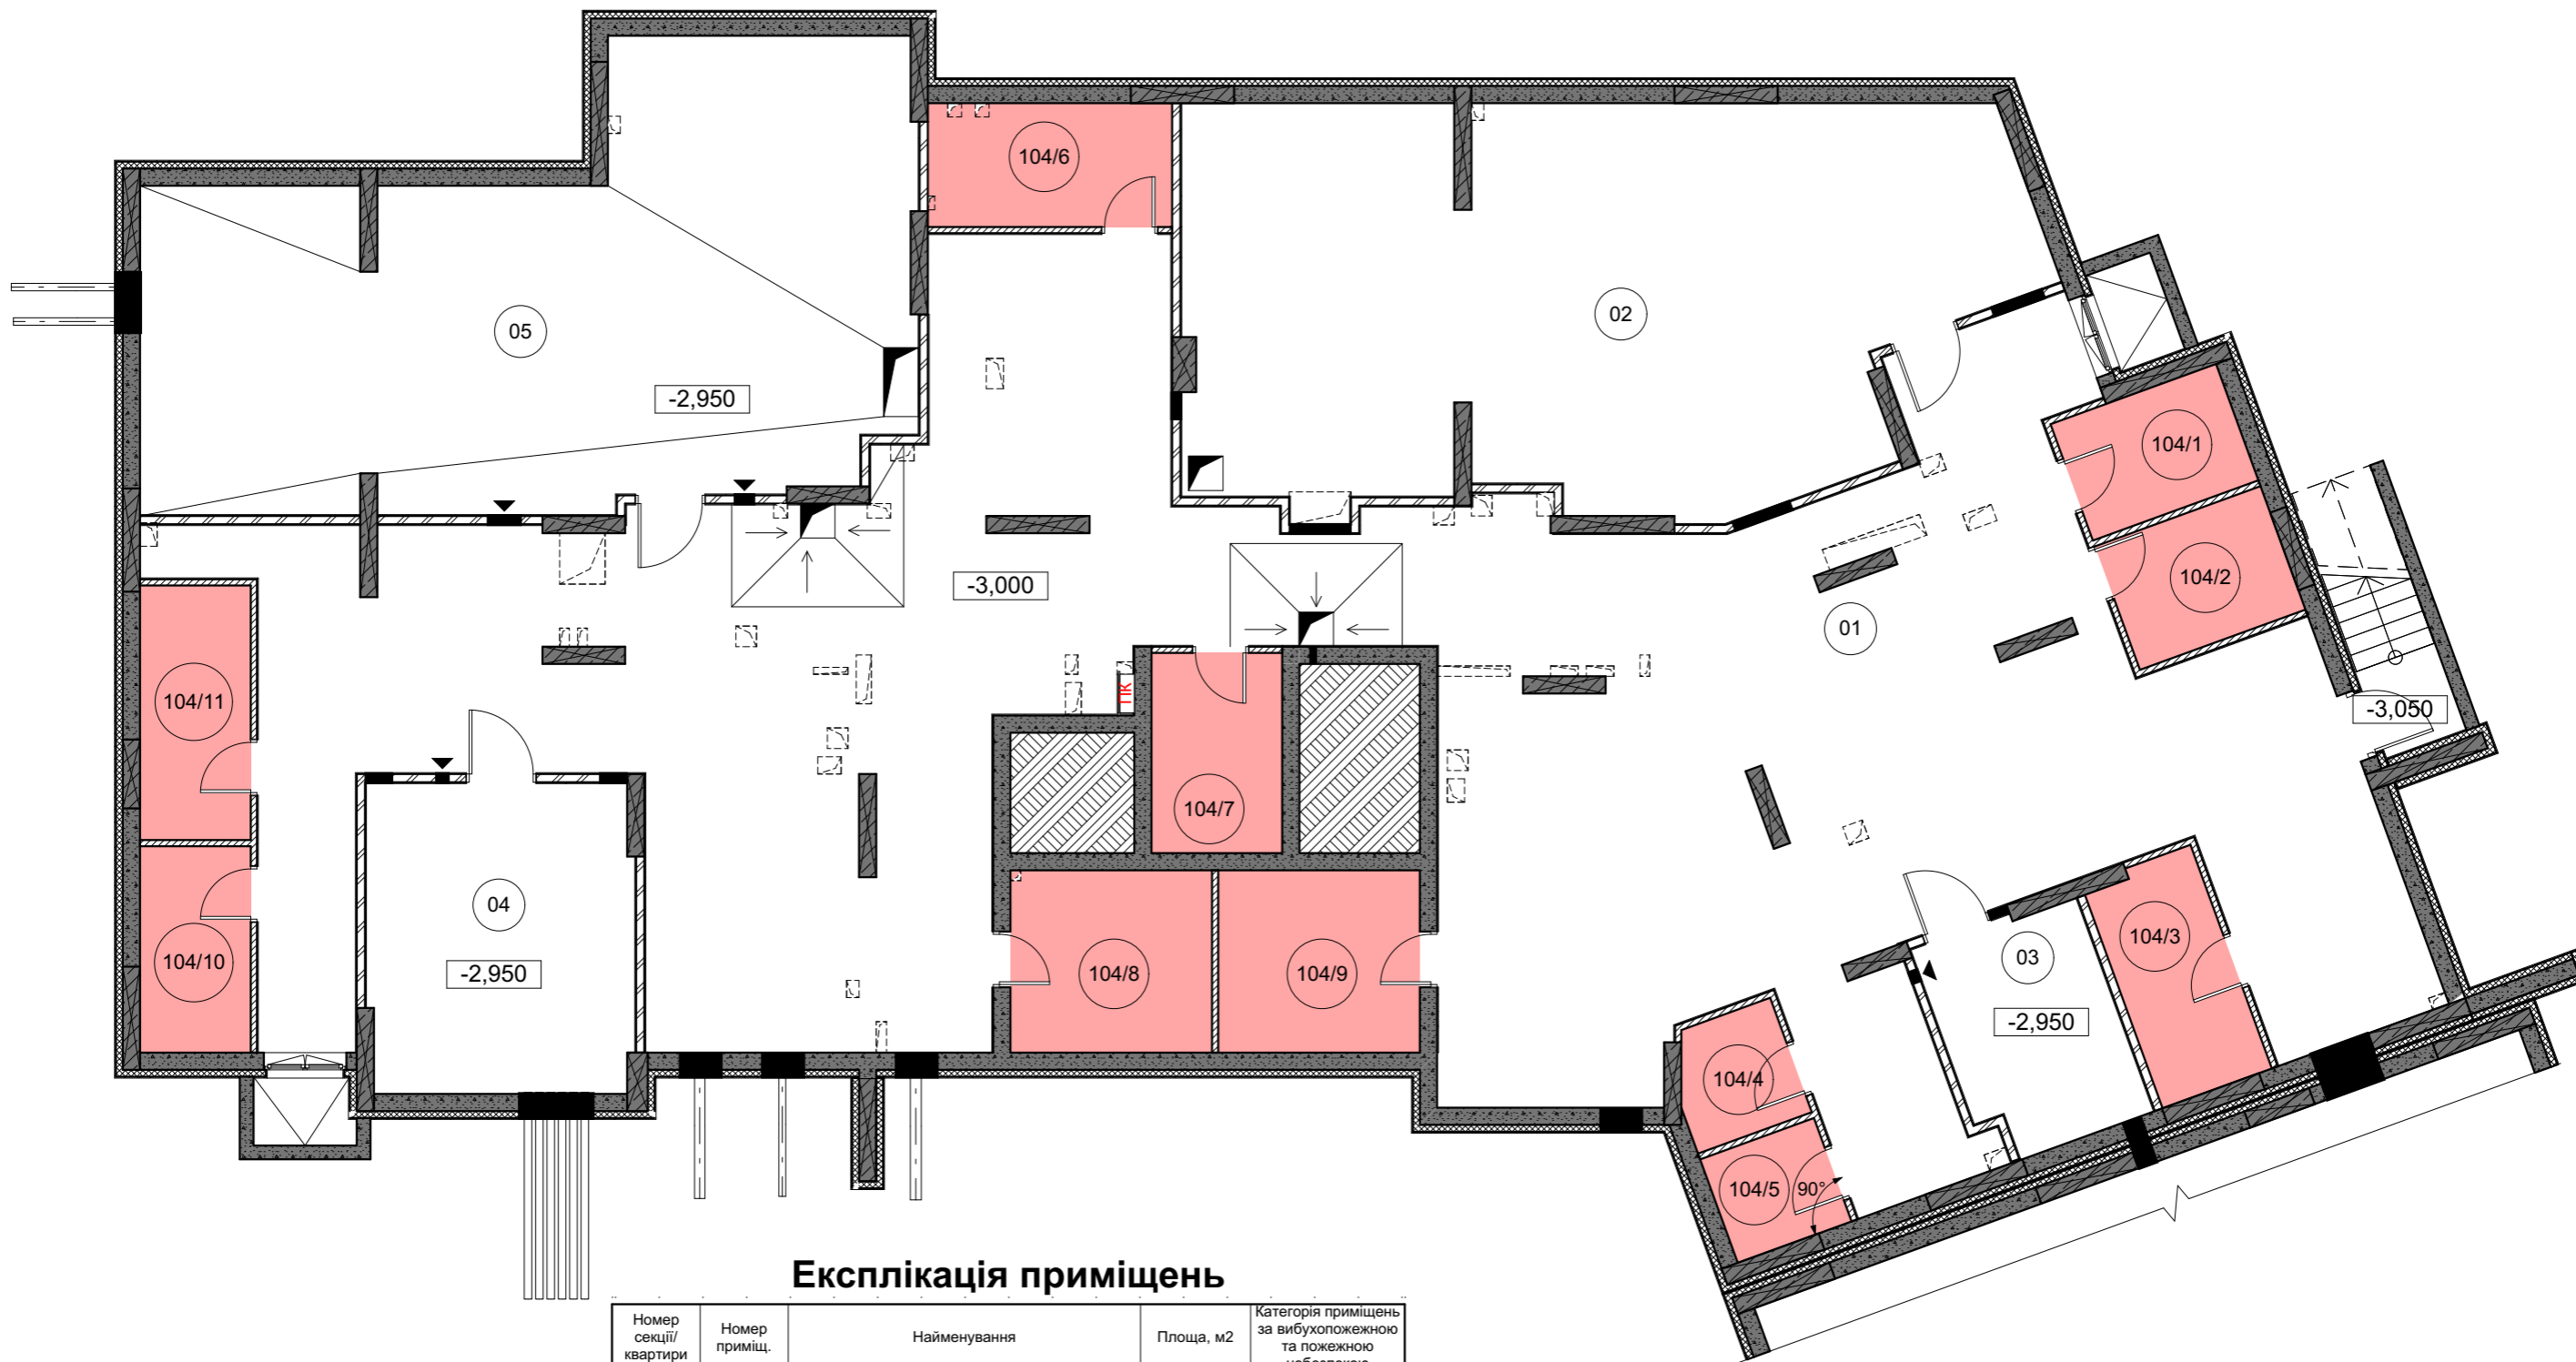 104/6
02
05
-2,950
104/1
104/2
-3,000
01
104/11
ПК
-3,050
104/7
04
104/3
03
104/10
-2,950
104/8
104/9
-2,950
104/4
104/5
90°
Експлікація приміщень
Номер
секції/
квартири
Номер
приміщ.
Найменування
Площа, м2
Категорія приміщень
за вибухопожежною
та пожежною
небезпекою